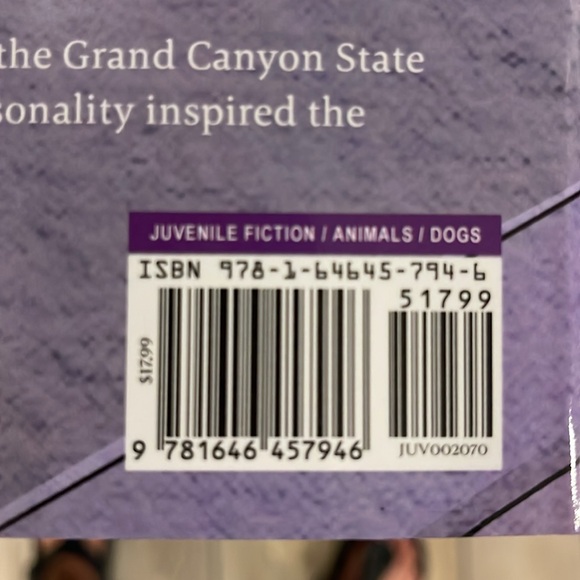 the Grand Canyon State
sonality inspired the
JUVENILE FICTION / ANIMALS / DOGS
ISBN 978-1-64645-794-6
51799
$17.99
9 781646 457946
JUV002070